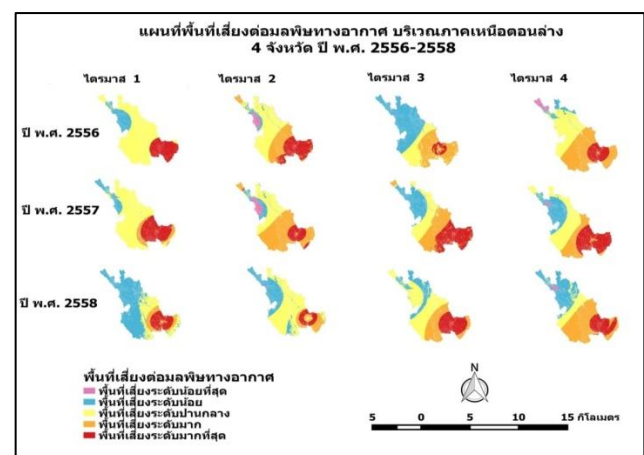 แผนที่พื้นที่เสี่ยงต่อมลพิษทางอากาศ บริเวณภาคเหนือตอนล่าง
4 จังหวัด ปี พ.ศ. 2556-2558
ไตรมาส 1 ไตรมาส 2 ไตรมาส 3 ไตรมาส 4
ปี พ.ศ. 2556
ปี พ.ศ. 2557
ปี พ.ศ. 2558
พื้นที่เสี่ยงต่อมลพิษทางอากาศ
พื้นที่เสี่ยงระดับน้อยที่สุด
พื้นที่เสี่ยงระดับน้อย
พื้นที่เสี่ยงระดับปานกลาง
พื้นที่เสี่ยงระดับมาก
พื้นที่เสี่ยงระดับมากที่สุด
N
5 0 5 10 15 กิโลเมตร